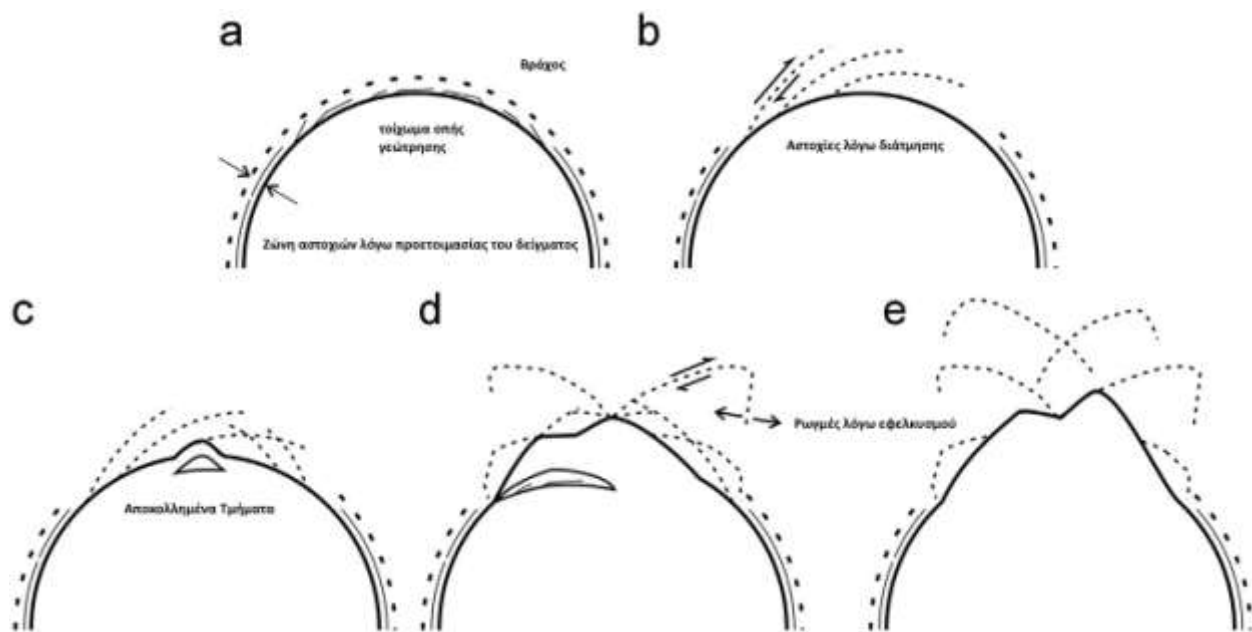 a
Βράχος
τοίχωμα οπής
γεώτρησης
Ζώνη αστοχιών λόγω προετοιμασίας του δείγματος
b
Αστοχίες λόγω διάτμησης
c
Αποκολλημένα Τμήματα
d
Ρωγμές λόγω εφελκυσμού
e